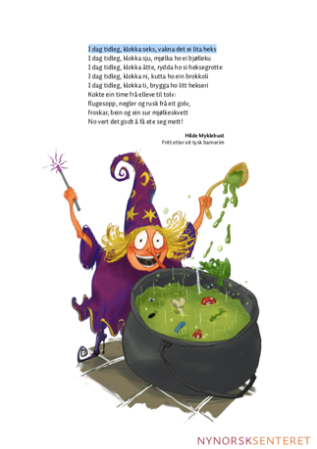 I dag tidleg, klokka seks, vakna det ei lita heks
I dag tidleg, klokka sju, mjølka ho ei hjølleku
I dag tidleg, klokka åtte, rydda ho si heksegrotte
I dag tidleg, klokka ni, kutta ho ein brokkoli
I dag tidleg, klokka ti, brygga ho litt hekseri
Kokte ein time frå elleve til tolv:
flugesopp, negler og rusk frå eit golv,
froskar, bein og ein sur mjølkeskvett
No vert det godt å få ete seg mett!
Hilde Myklebust
Fritt etter eit tysk barnerim
NYNORSKSENTERET